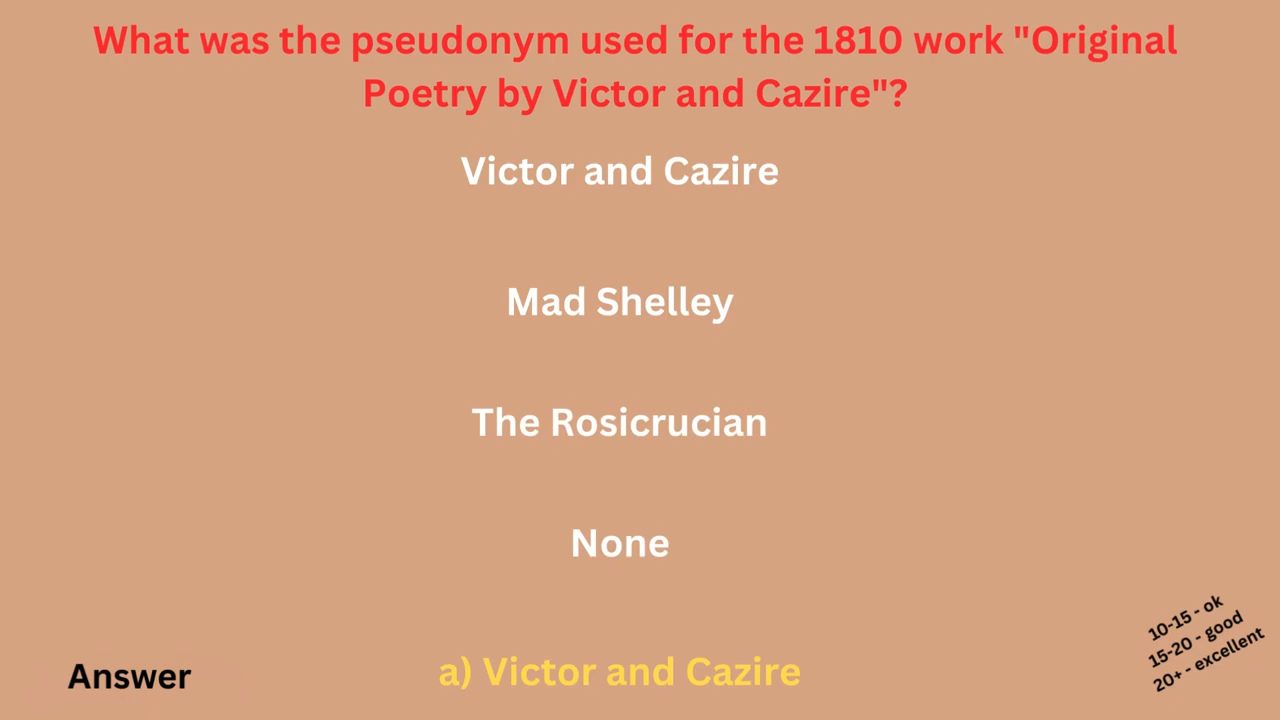 What was the pseudonym used for the 1810 work "Original
Poetry by Victor and Cazire"?
Victor and Cazire
Mad Shelley
The Rosicrucian
None
Answer
a) Victor and Cazire
10-15 - ok
15-20 - good
20+ - excellent